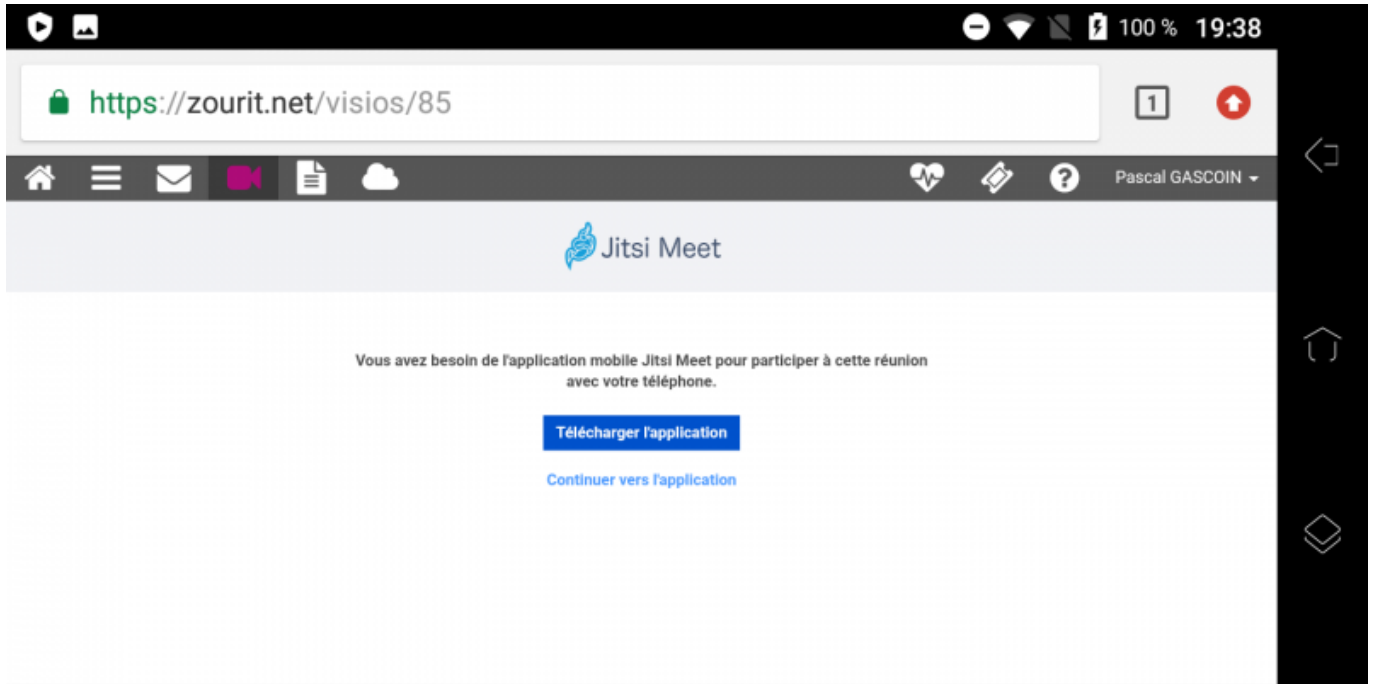 100 % 19:38
https://zourit.net/visios/85
1
Pascal GASCOIN
Jitsi Meet
Vous avez besoin de l'application mobile Jitsi Meet pour participer à cette réunion
avec votre téléphone.
Télécharger l'application
Continuer vers l'application